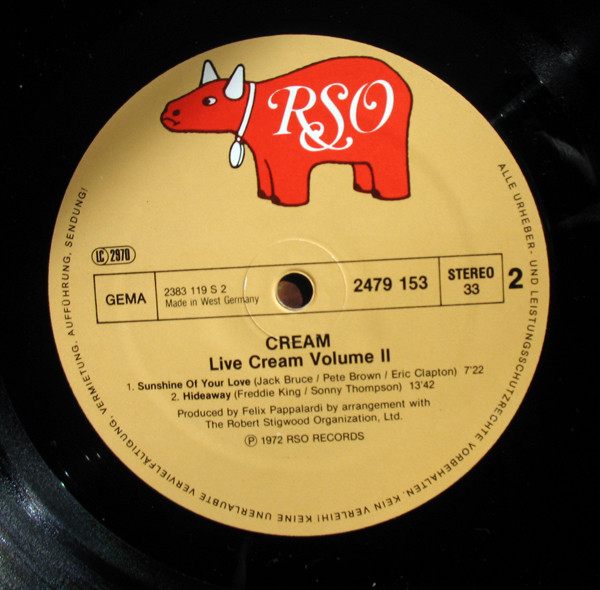 RSO
LC 2970
GEMA
2383 119 S 2
Made in West Germany
2479 153
STEREO
33
2
CREAM
Live Cream Volume II
1. Sunshine Of Your Love (Jack Bruce / Pete Brown / Eric Clapton) 7'22
2. Hideaway (Freddie King / Sonny Thompson) 13'42
Produced by Felix Pappalardi by arrangement with
The Robert Stigwood Organization, Ltd.
Ⓟ 1972 RSO RECORDS
ALLE URHEBER- UND LEISTUNGSSCHUTZRECHTE VORBEHALTEN. KEIN VERLEIH! KEINE UNERLAUBTE VERVIELFÄLTIGUNG, VERMIETUNG, AUFFÜHRUNG, SENDUNG!